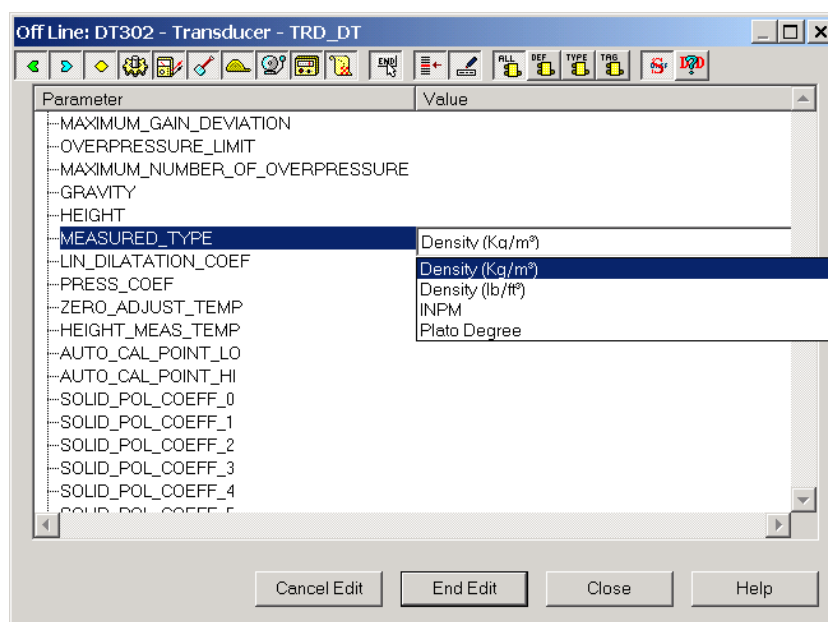 Off Line: DT302 - Transducer - TRD_DT
END ALL DEF TYPE TAG
Parameter Value
MAXIMUM_GAIN_DEVIATION
OVERPRESSURE_LIMIT
MAXIMUM_NUMBER_OF_OVERPRESSURE
GRAVITY
HEIGHT
MEASURED_TYPE Density (Kg/m³)
LIN_DILATATION_COEF Density (Kg/m³)
PRESS_COEF Density (lb/ft³)
ZERO_ADJUST_TEMP INPM
HEIGHT_MEAS_TEMP Plato Degree
AUTO_CAL_POINT_LO
AUTO_CAL_POINT_HI
SOLID_POL_COEFF_0
SOLID_POL_COEFF_1
SOLID_POL_COEFF_2
SOLID_POL_COEFF_3
SOLID_POL_COEFF_4
SOLID_POL_COEFF_5
Cancel Edit End Edit Close Help